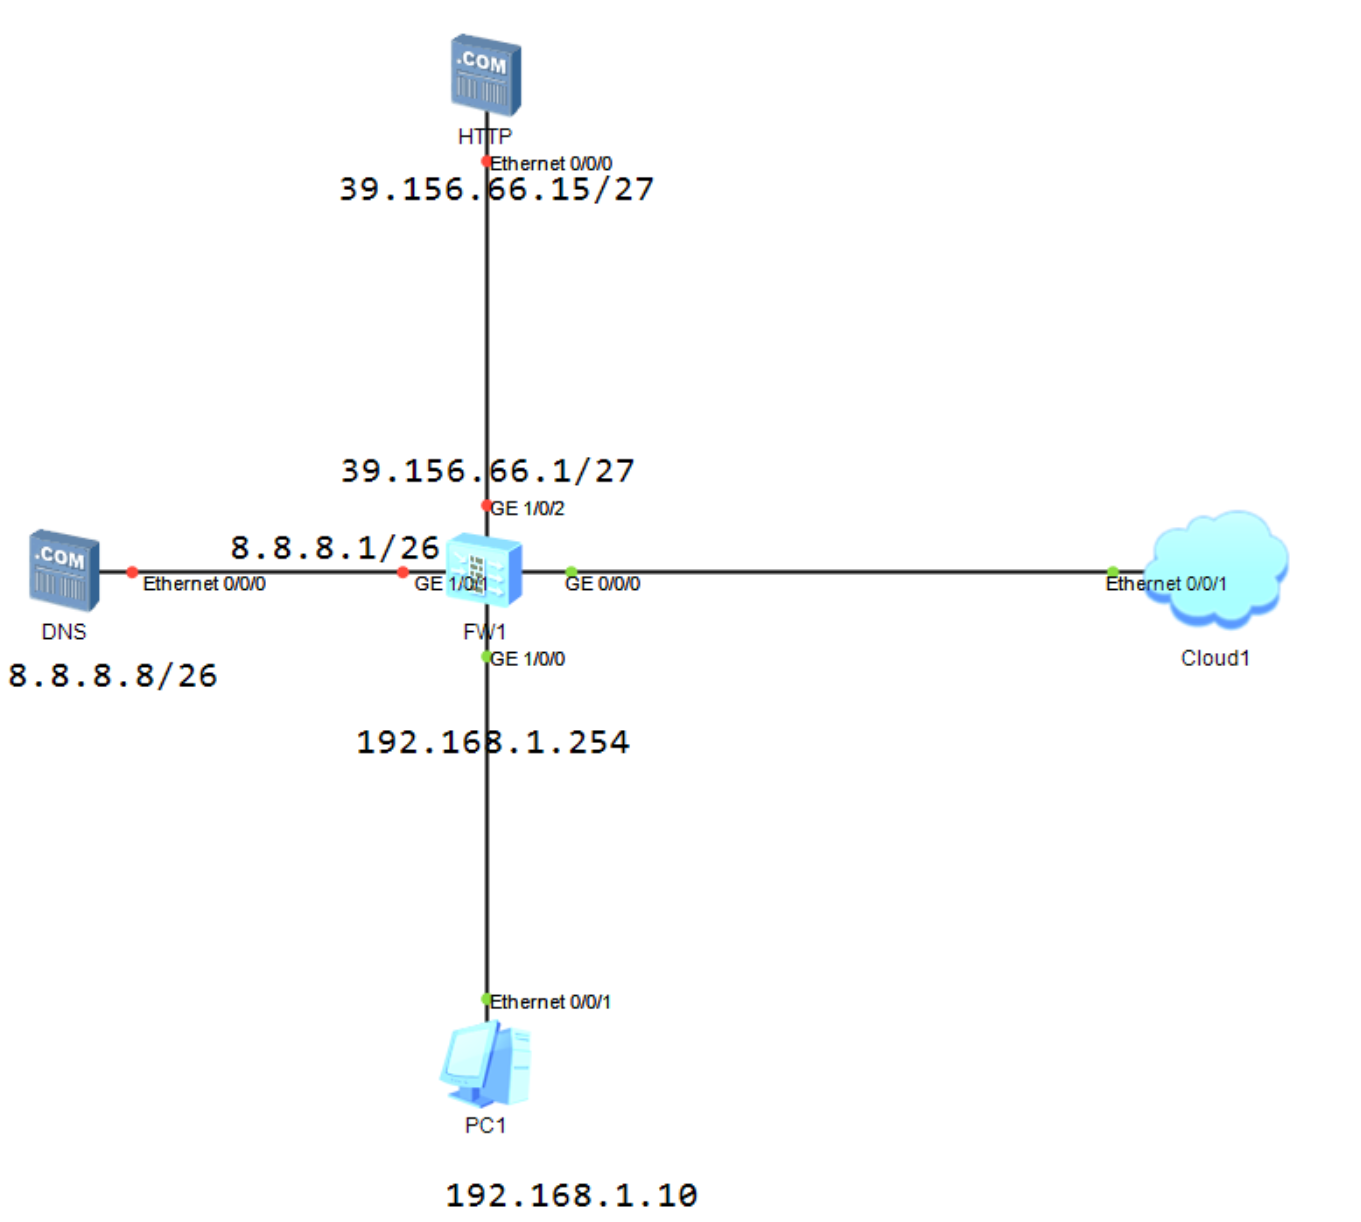 .COM
HTTP
Ethernet 0/0/0
39.156.66.15/27
39.156.66.1/27
GE 1/0/2
8.8.8.1/26
.COM
Ethernet 0/0/0
GE 1/0/1
GE 0/0/0
Ethernet 0/0/1
DNS
FW1
Cloud1
GE 1/0/0
8.8.8.8/26
192.168.1.254
Ethernet 0/0/1
PC1
192.168.1.10